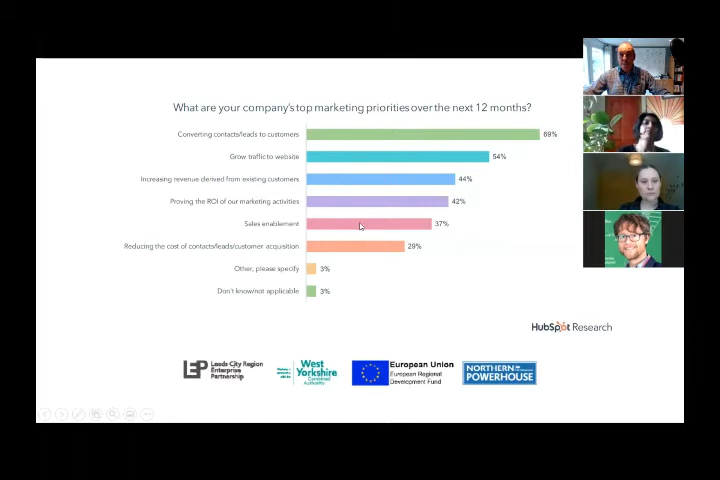 What are your company's top marketing priorities over the next 12 months?
Converting contacts/leads to customers 69%
Grow traffic to website 54%
Increasing revenue derived from existing customers 44%
Proving the ROI of our marketing activities 42%
Sales enablement 37%
Reducing the cost of contacts/leads/customer acquisition 29%
Other, please specify 3%
Don't know/not applicable 3%
HubSpot Research
LEP Leeds City Region
Enterprise
Partnership
West
Yorkshire
Combined
Authority
European Union
European Regional
Development Fund
NORTHERN
POWERHOUSE